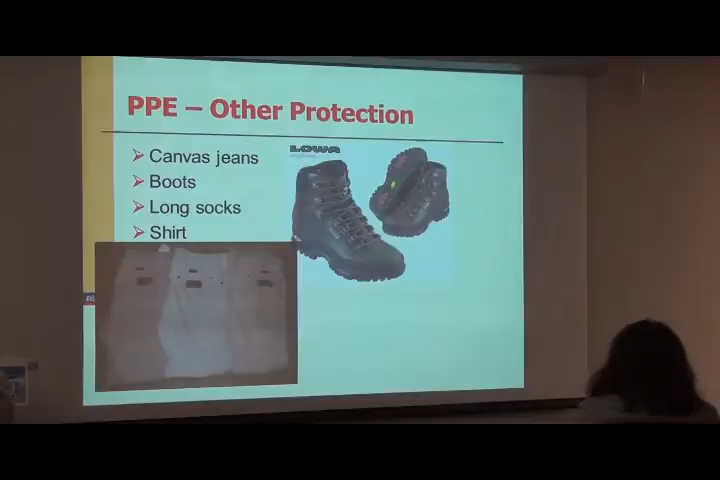 PPE – Other Protection
Canvas jeans
Boots
Long socks
Shirt
LOWA